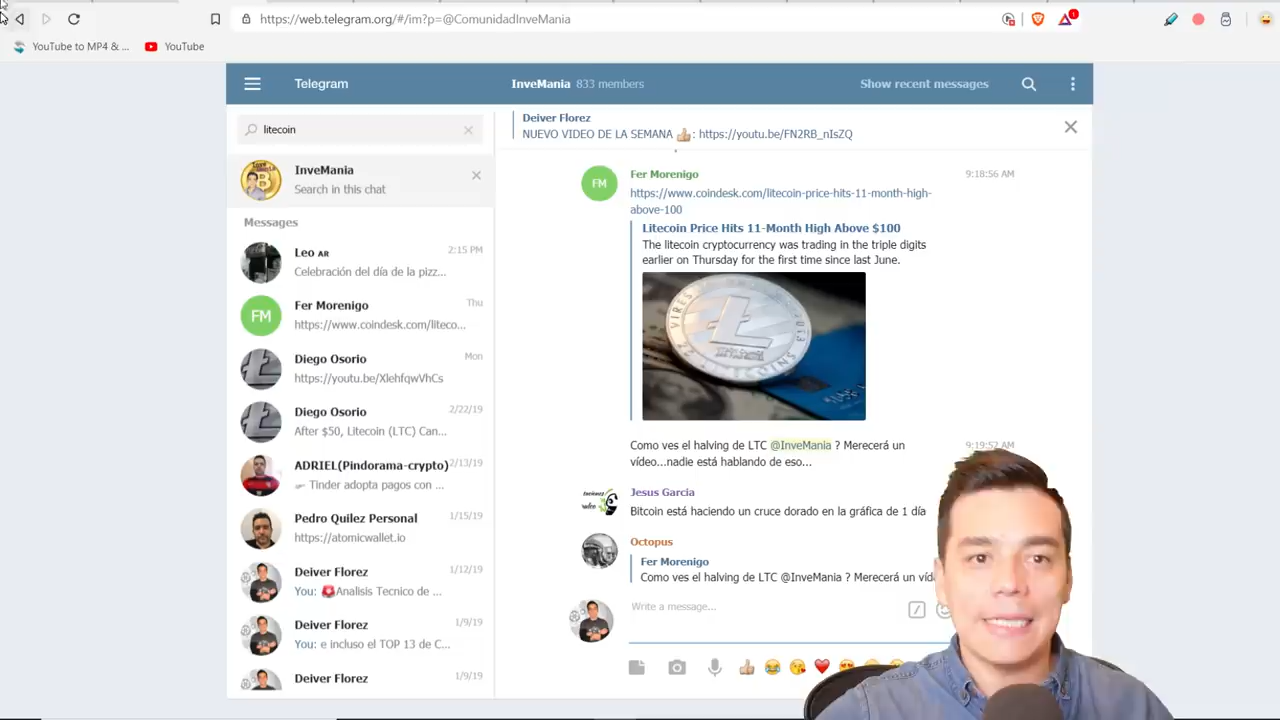 https://web.telegram.org/#/im?p=@ComunidadInveMania
1
YouTube to MP4 & ...
YouTube
Telegram
InveMania 833 members
Show recent messages
litecoin
InveMania
Search in this chat
Messages
Leo AR
2:15 PM
Celebración del día de la pizz...
Fer Morenigo
Thu
https://www.coindesk.com/liteco...
Diego Osorio
Mon
https://youtu.be/XlehfqwVhCs
Diego Osorio
2/22/19
After $50, Litecoin (LTC) Can...
ADRIEL(Pindorama-crypto)
2/13/19
Tinder adopta pagos con ...
Pedro Quilez Personal
1/15/19
https://atomicwallet.io
Deiver Florez
1/12/19
You: 🚨Analisis Tecnico de ...
Deiver Florez
1/9/19
You: e incluso el TOP 13 de C...
Deiver Florez
1/9/19
Deiver Florez
NUEVO VIDEO DE LA SEMANA 👍: https://youtu.be/FN2RB_nIsZQ
FM
Fer Morenigo
9:18:56 AM
https://www.coindesk.com/litecoin-price-hits-11-month-high-
above-100
Litecoin Price Hits 11-Month High Above $100
The litecoin cryptocurrency was trading in the triple digits
earlier on Thursday for the first time since last June.
Como ves el halving de LTC @InveMania ? Merecerá un
9:19:52 AM
vídeo...nadie está hablando de eso...
Jesus Garcia
Bitcoin está haciendo un cruce dorado en la gráfica de 1 día
Octopus
Fer Morenigo
Como ves el halving de LTC @InveMania ? Merecerá un víd
Write a message...
FM